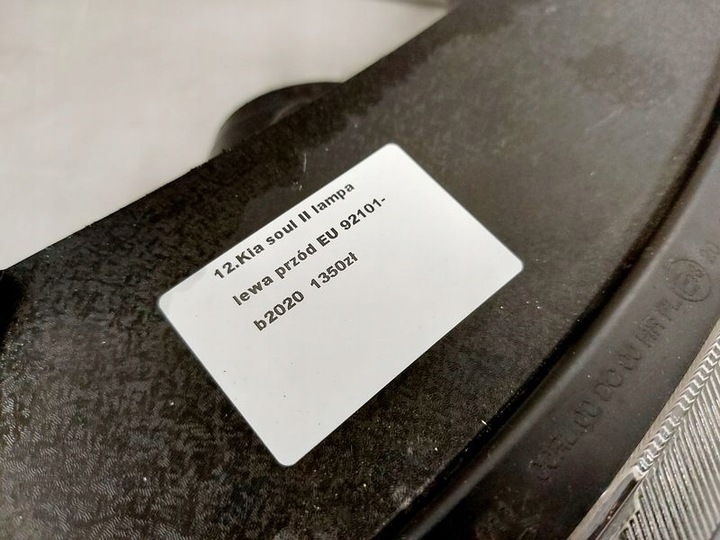 12.Kia soul II lampa
lewa przód EU 92101-
b2020 1350zł